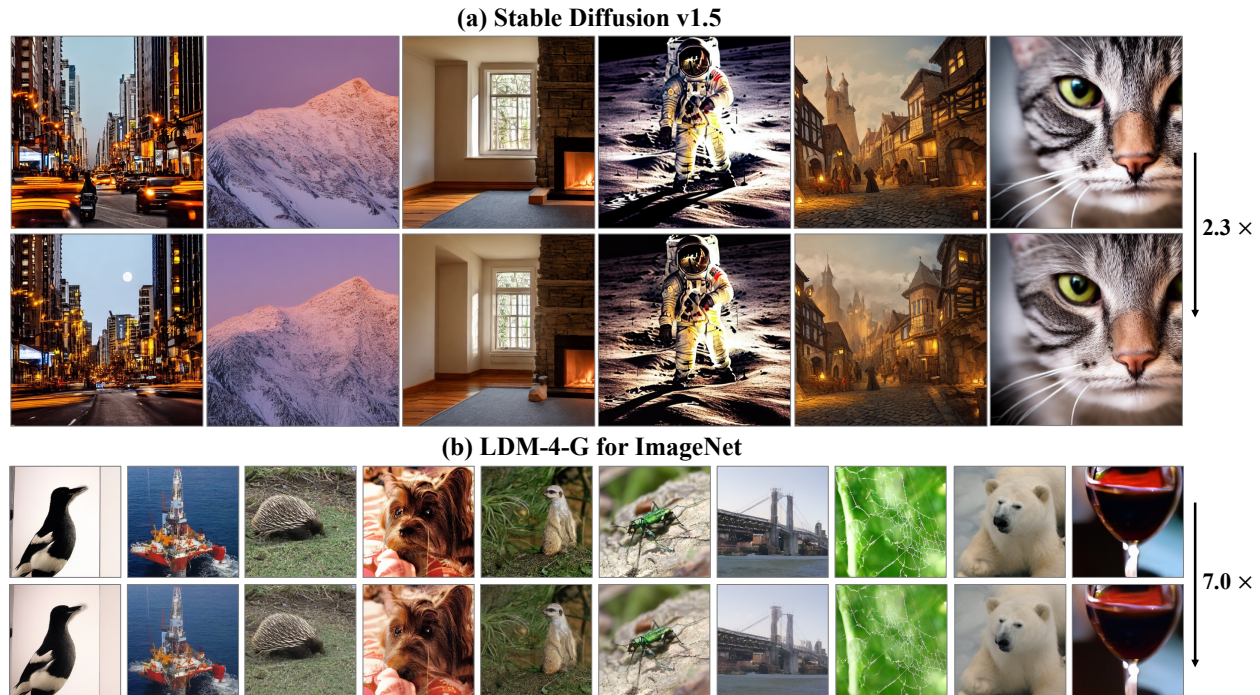 (a) Stable Diffusion v1.5
2.3 ×
(b) LDM-4-G for ImageNet
7.0 ×